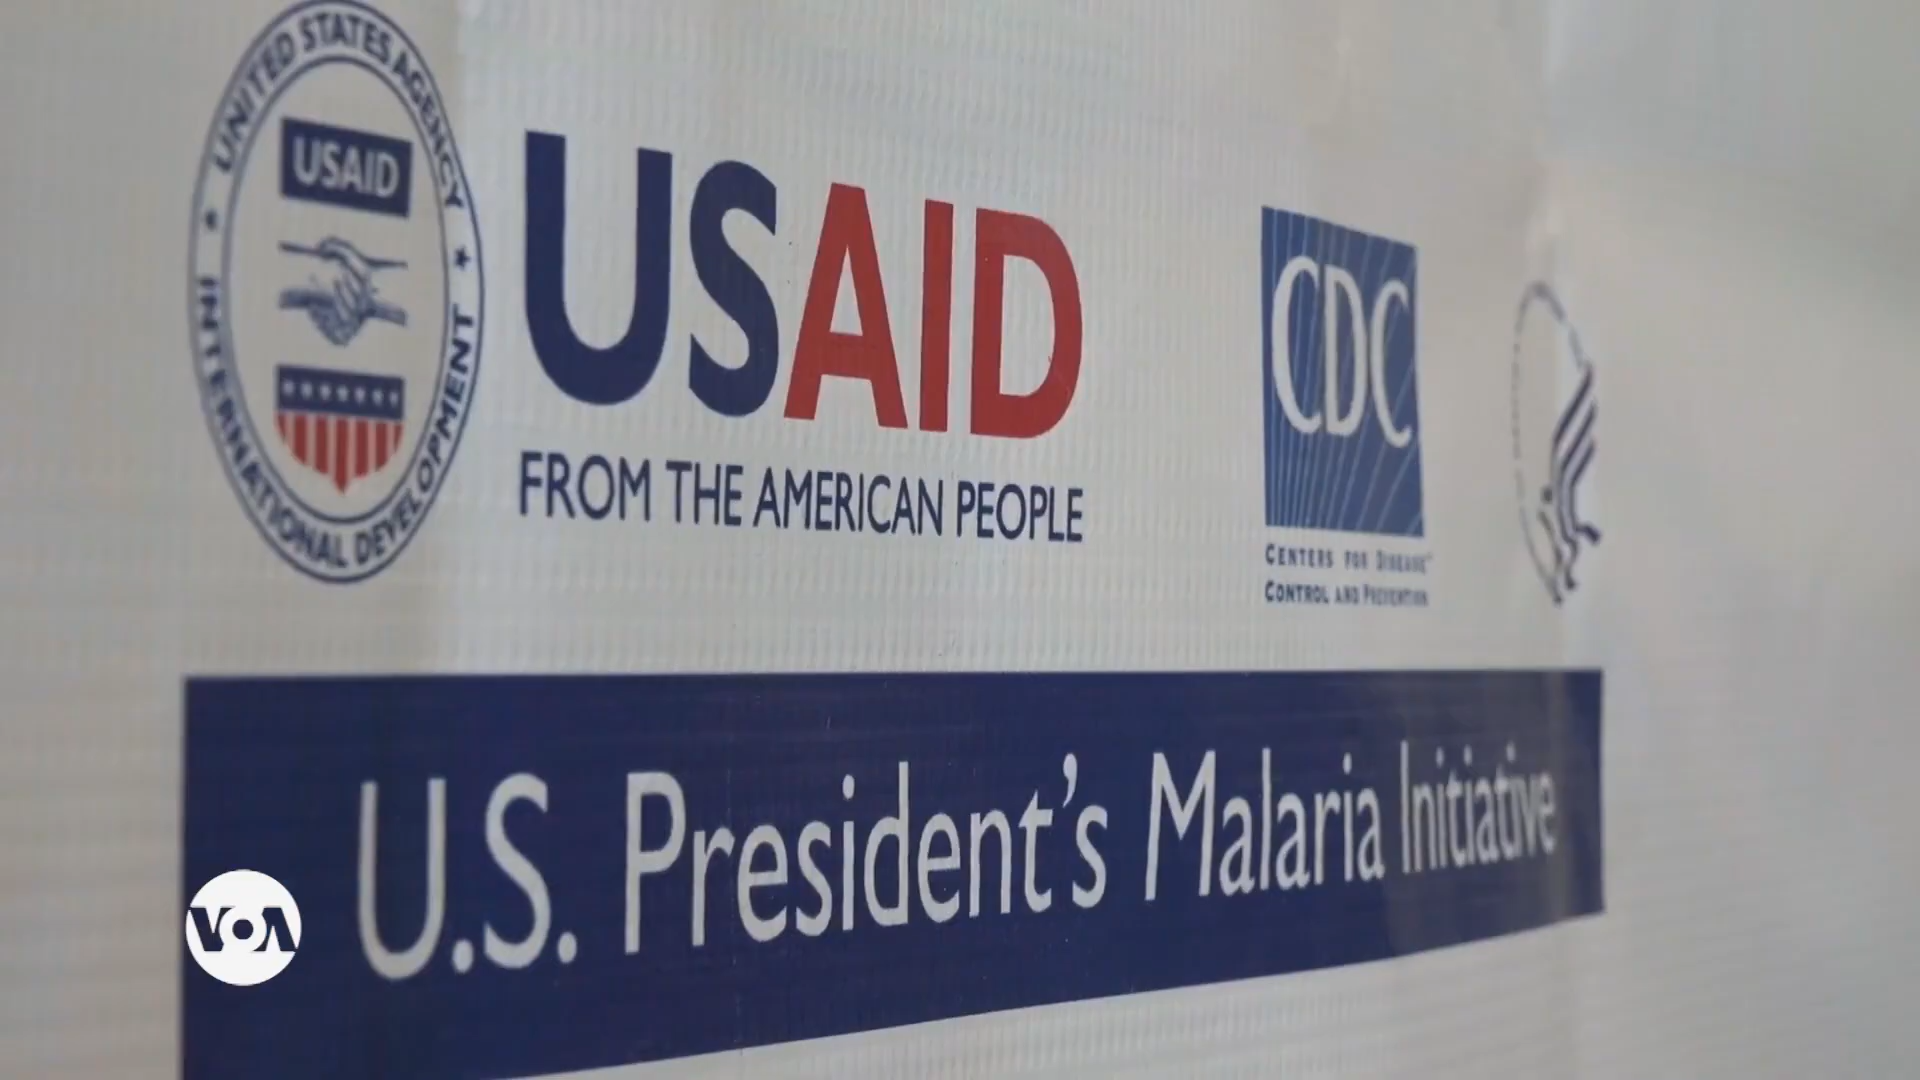 UNITED STATES AGENCY
INTERNATIONAL DEVELOPMENT
USAID
USAID
FROM THE AMERICAN PEOPLE
CDC
CENTERS FOR DISEASE
CONTROL AND PREVENTION
U.S. President's Malaria Initiative
VOA